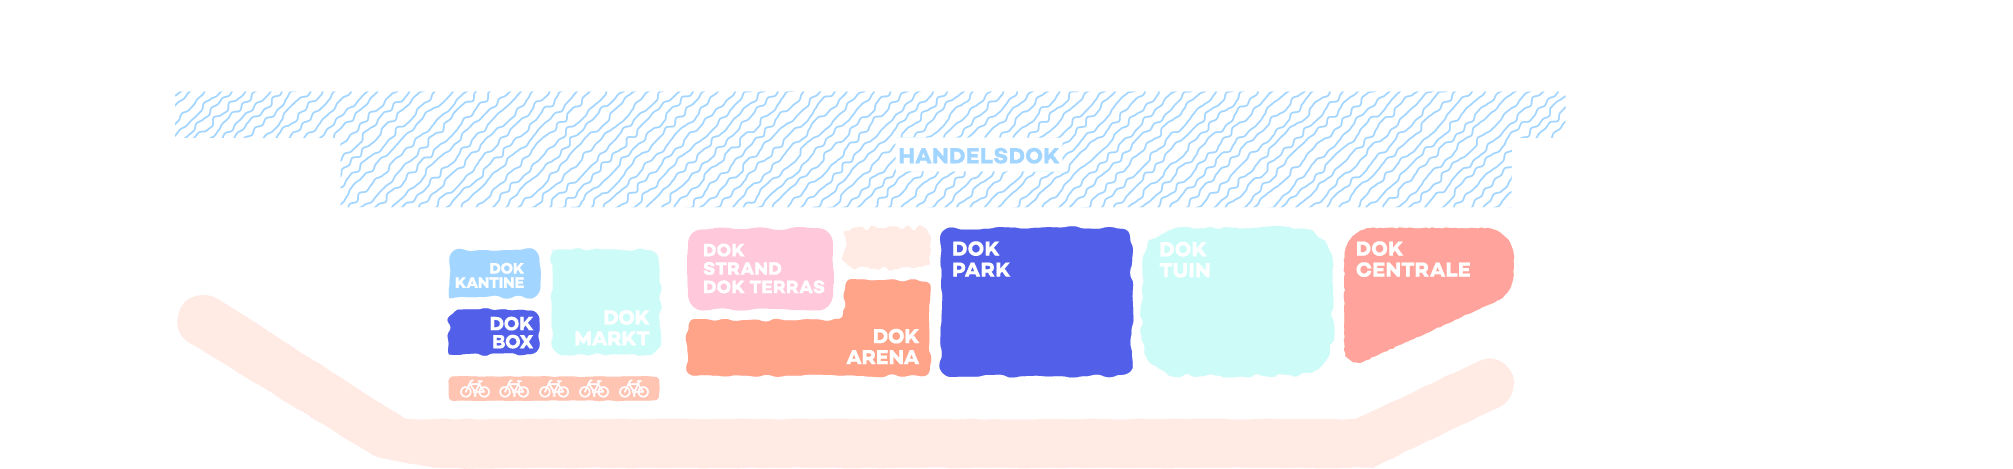 HANDELSDOK
DOK
KANTINE
DOK
BOX
DOK
MARKT
DOK
STRAND
DOK TERRAS
DOK
ARENA
DOK
PARK
DOK
TUIN
DOK
CENTRALE